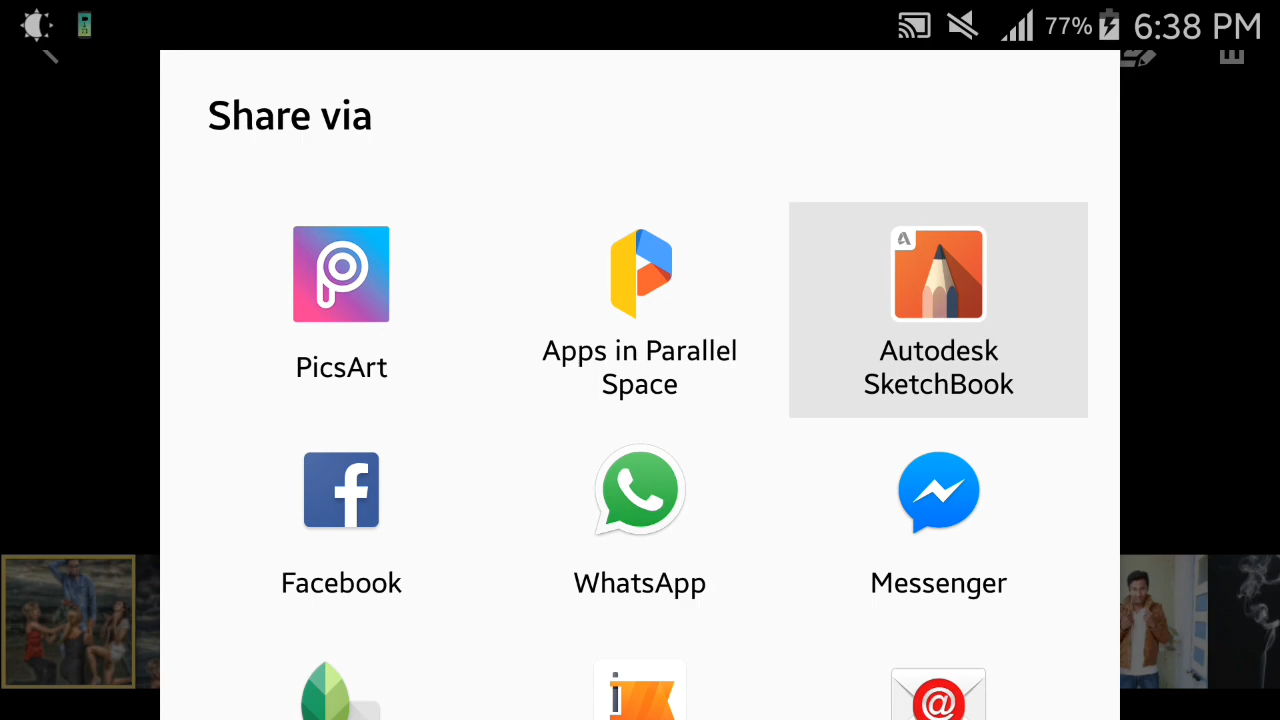 77% 6:38 PM
Share via
PicsArt
Apps in Parallel
Space
Autodesk
SketchBook
Facebook
WhatsApp
Messenger